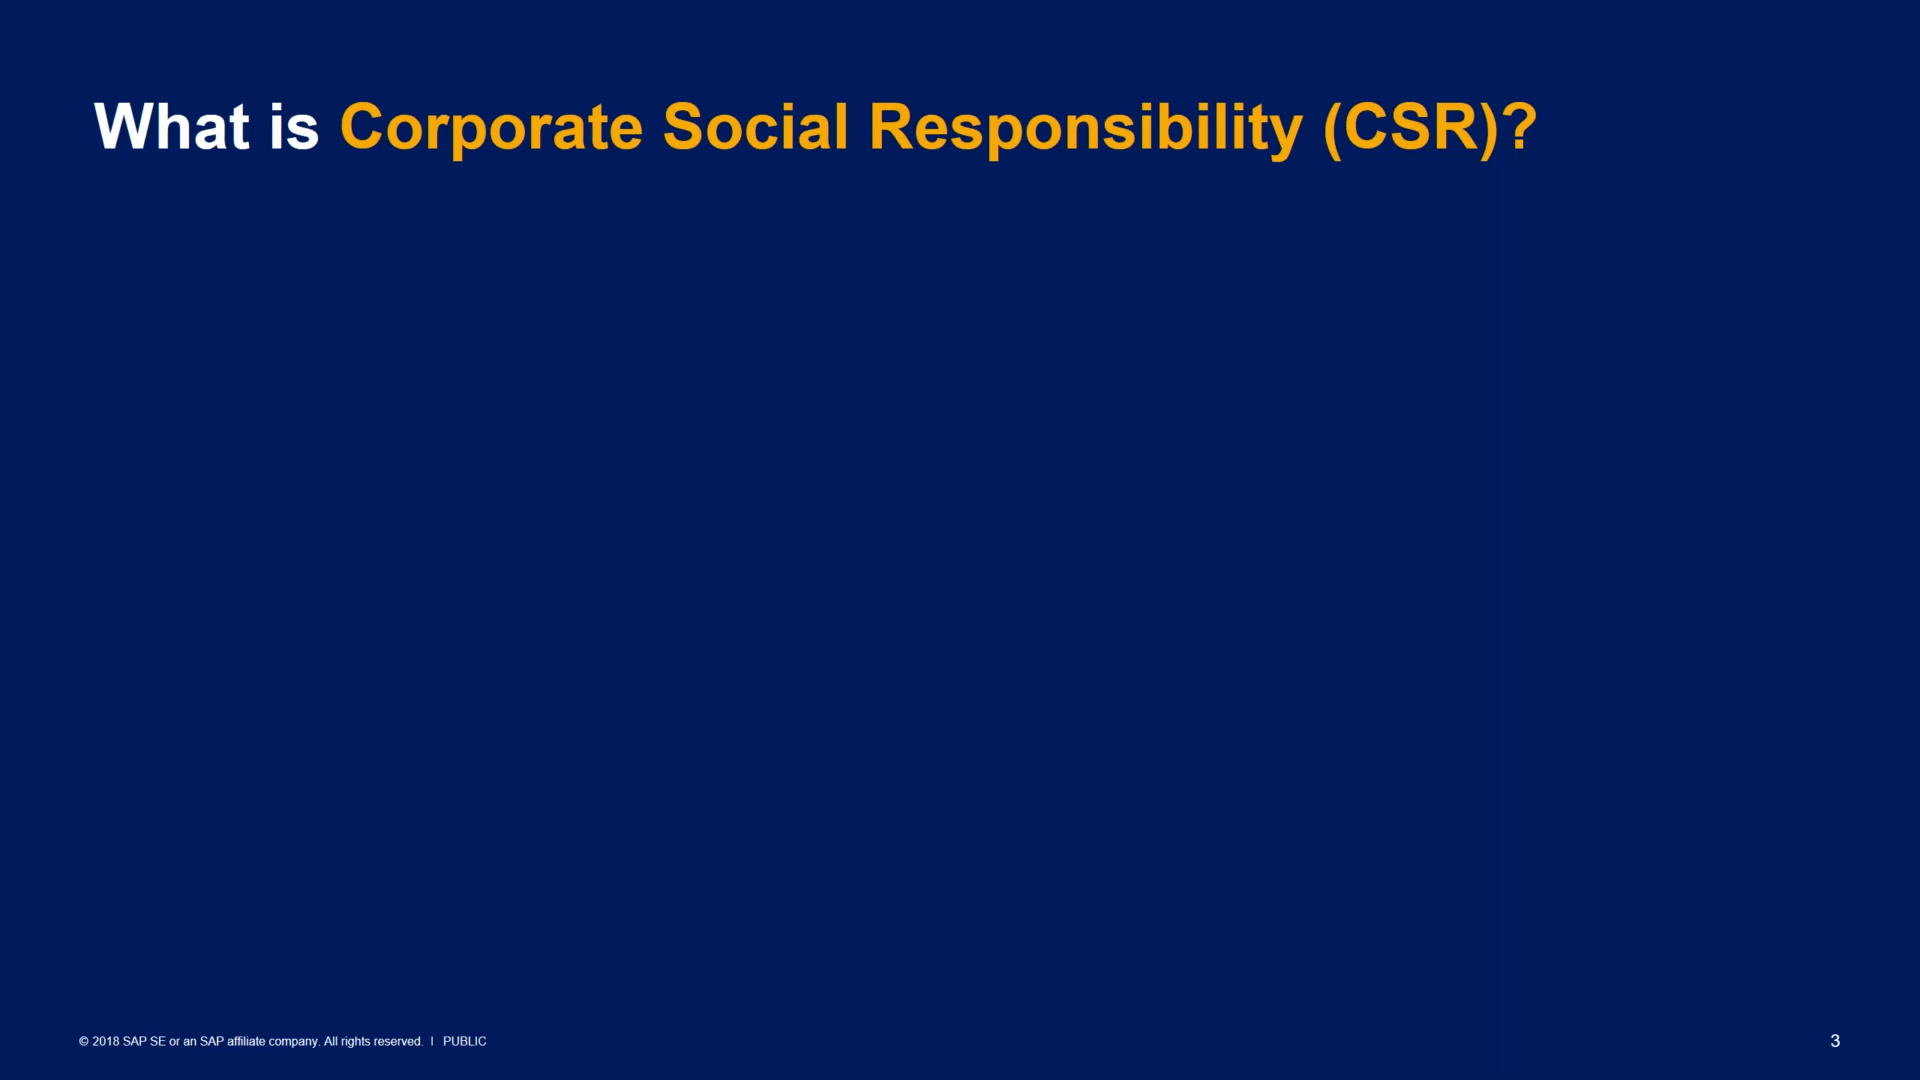 What is Corporate Social Responsibility (CSR)?
© 2018 SAP SE or an SAP affiliate company. All rights reserved. I PUBLIC
3